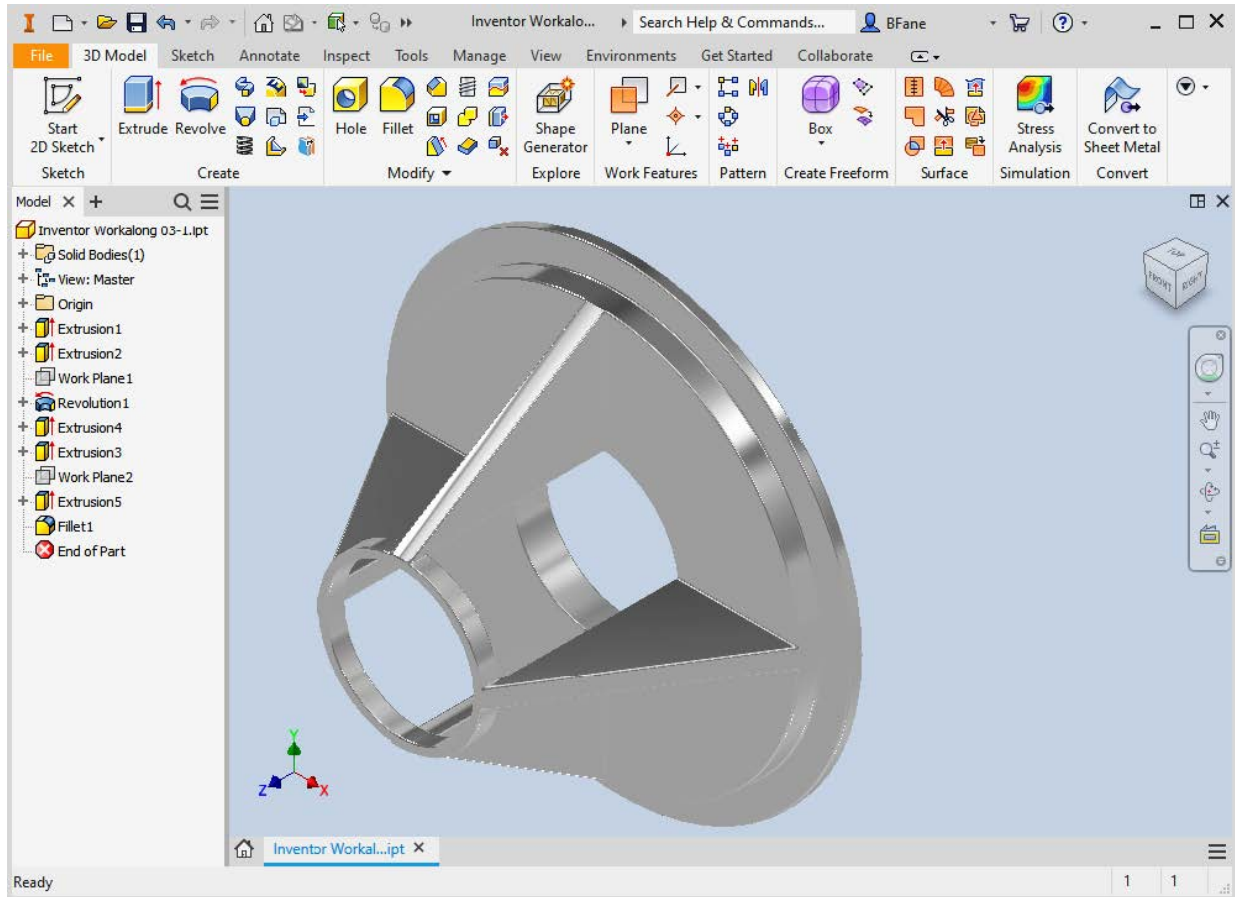 Inventor Workalo...
Search Help & Commands...
BFane
File 3D Model Sketch Annotate Inspect Tools Manage View Environments Get Started Collaborate
Start 2D Sketch
Extrude
Revolve
Hole
Fillet
Shape Generator
Plane
Box
Stress Analysis
Convert to Sheet Metal
Sketch Create Modify Explore Work Features Pattern Create Freeform Surface Simulation Convert
Model
Inventor Workalong 03-1.ipt
Solid Bodies(1)
View: Master
Origin
Extrusion1
Extrusion2
Work Plane1
Revolution1
Extrusion4
Extrusion3
Work Plane2
Extrusion5
Fillet1
End of Part
TOP
FRONT
RIGHT
Y
Z
X
Inventor Workal...ipt
Ready
1 1